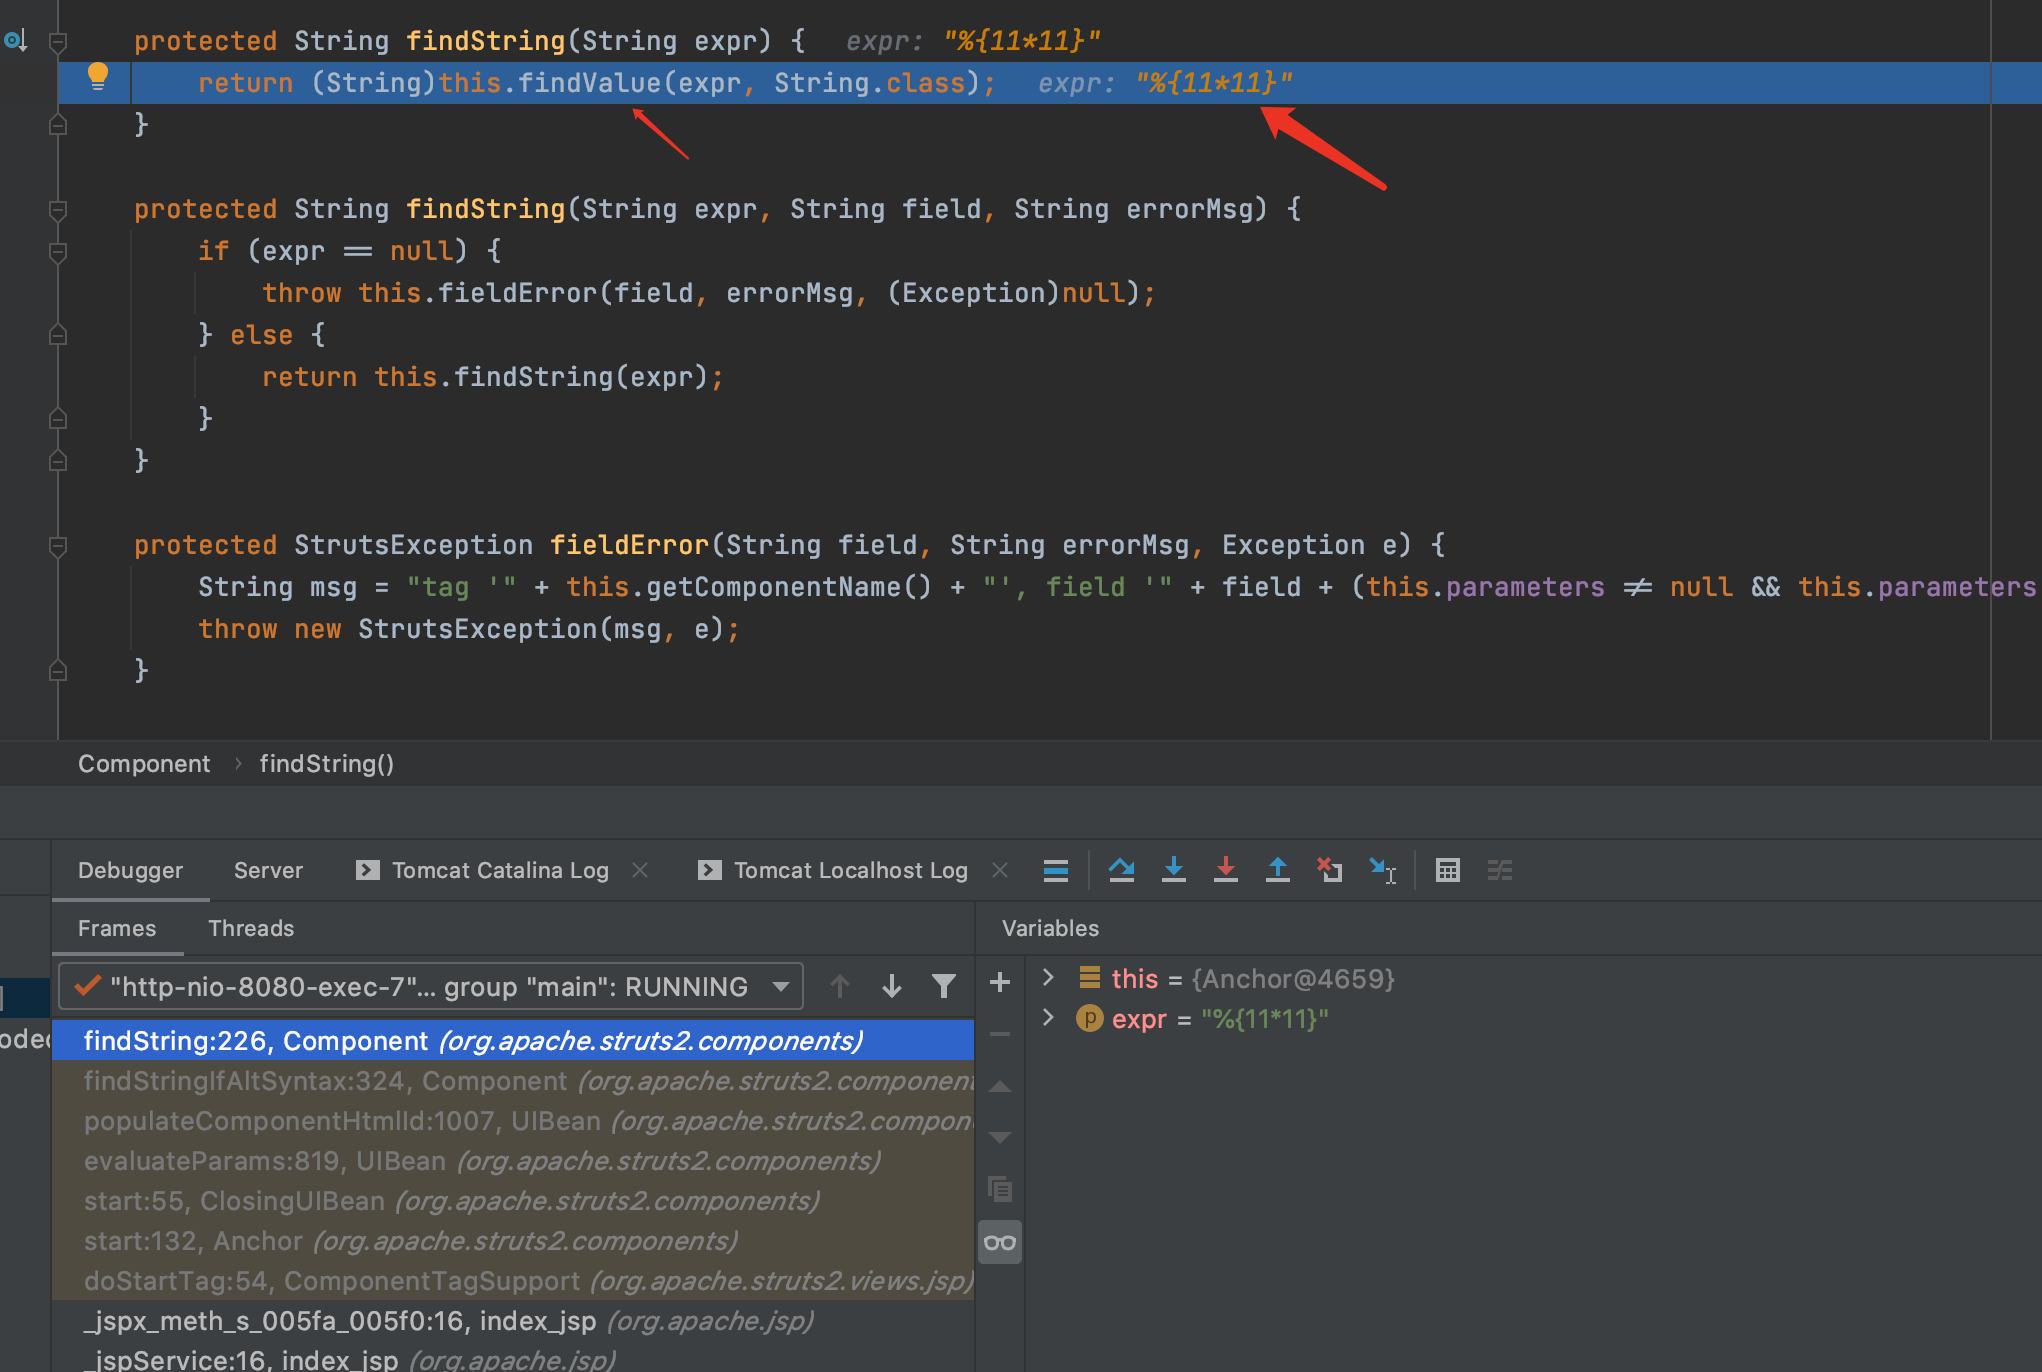 protected String findString(String expr) {   expr: "%{11*11}"
return (String)this.findValue(expr, String.class);   expr: "%{11*11}"
}
protected String findString(String expr, String field, String errorMsg) {
if (expr == null) {
throw this.fieldError(field, errorMsg, (Exception)null);
} else {
return this.findString(expr);
}
}
protected StrutsException fieldError(String field, String errorMsg, Exception e) {
String msg = "tag '" + this.getComponentName() + "', field '" + field + (this.parameters != null && this.parameters
throw new StrutsException(msg, e);
}
Component › findString()
Debugger Server Tomcat Catalina Log × Tomcat Localhost Log ×
Frames Threads
Variables
"http-nio-8080-exec-7"... group "main": RUNNING
this = {Anchor@4659}
p expr = "%{11*11}"
findString:226, Component (org.apache.struts2.components)
findStringIfAltSyntax:324, Component (org.apache.struts2.component
populateComponentHtmlId:1007, UIBean (org.apache.struts2.compon
evaluateParams:819, UIBean (org.apache.struts2.components)
start:55, ClosingUIBean (org.apache.struts2.components)
start:132, Anchor (org.apache.struts2.components)
doStartTag:54, ComponentTagSupport (org.apache.struts2.views.jsp)
_jspx_meth_s_005fa_005f0:16, index_jsp (org.apache.jsp)
_jspService:16, index_jsp (org.apache.jsp)